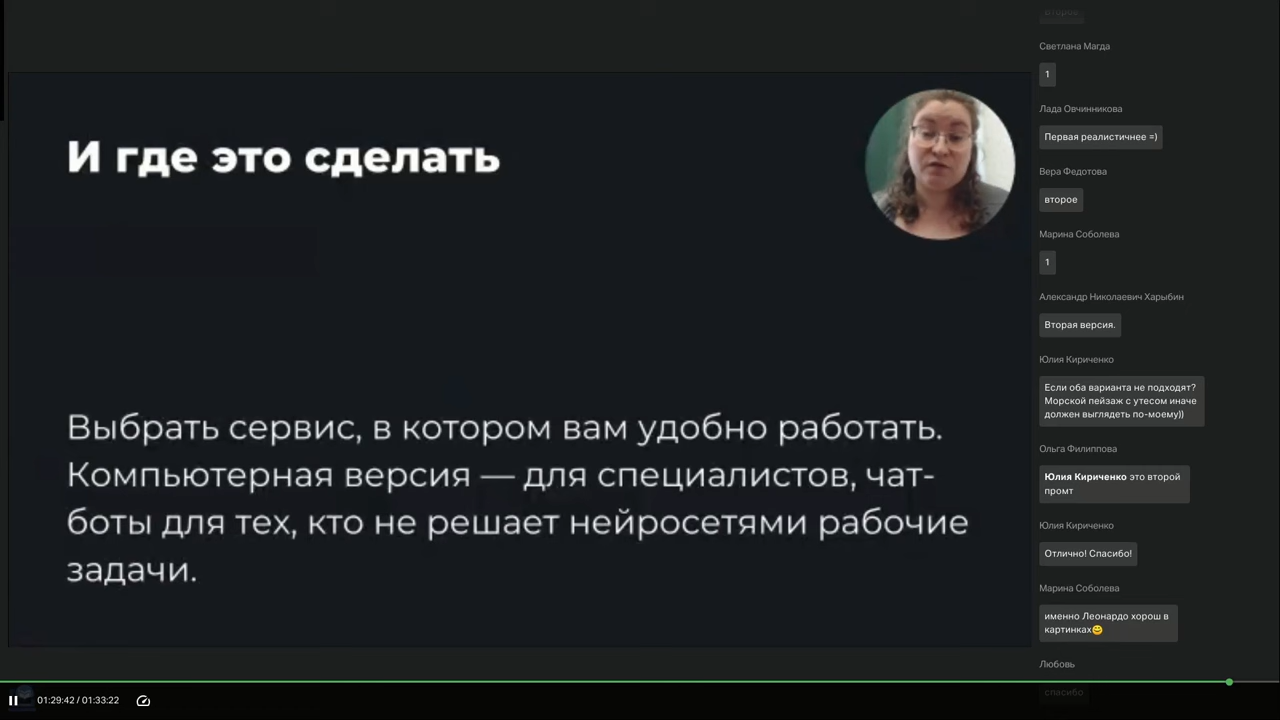 И где это сделать
Выбрать сервис, в котором вам удобно работать.
Компьютерная версия — для специалистов, чат-
боты для тех, кто не решает нейросетями рабочие
задачи.
Светлана Магда
1
Лада Овчинникова
Первая реалистичнее =)
Вера Федотова
второе
Марина Соболева
1
Александр Николаевич Харыбин
Вторая версия.
Юлия Кириченко
Если оба варианта не подходят?
Морской пейзаж с утесом иначе
должен выглядеть по-моему))
Ольга Филиппова
Юлия Кириченко это второй
промт
Юлия Кириченко
Отлично! Спасибо!
Марина Соболева
именно Леонардо хорош в
картинках😊
Любовь
спасибо
01:29:42 / 01:33:22